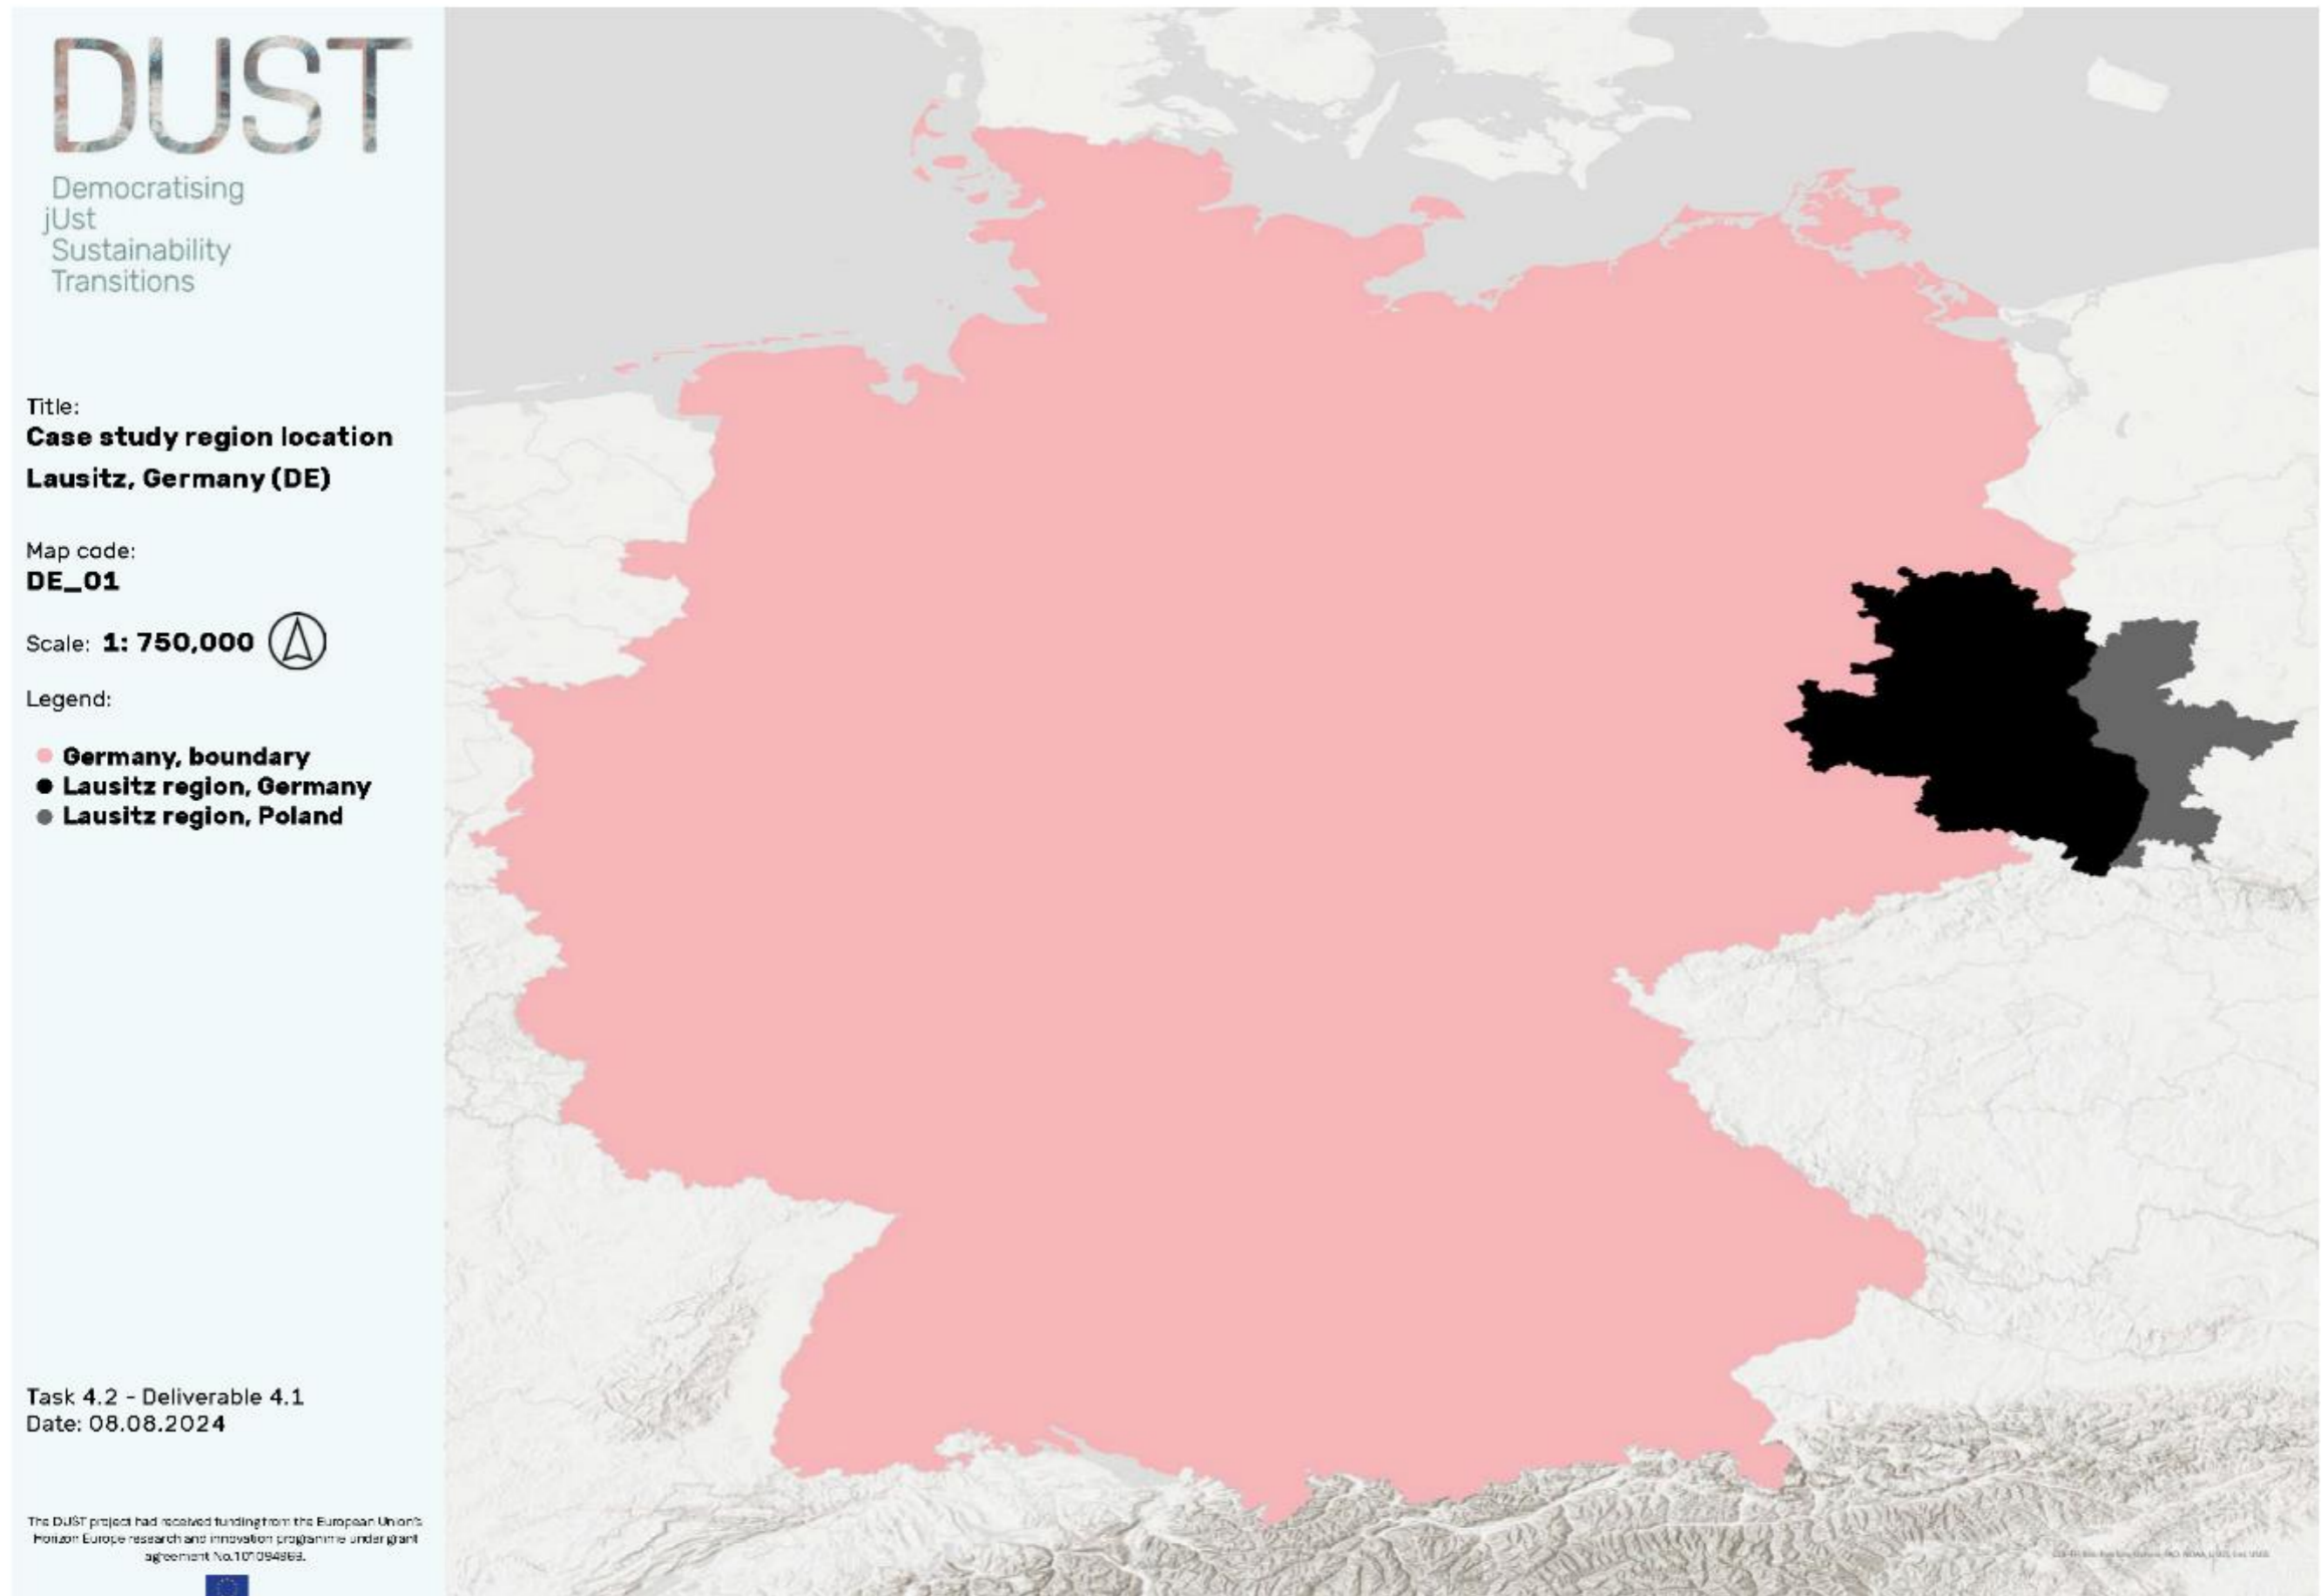 DUST
Democratising
jUst
Sustainability
Transitions
Title:
Case study region location
Lausitz, Germany (DE)
Map code:
DE_01
Scale: 1: 750,000
Legend:
Germany, boundary
Lausitz region, Germany
Lausitz region, Poland
Task 4.2 - Deliverable 4.1
Date: 08.08.2024
The DUST project had received funding from the European Union's
Horizon Europe research and innovation programme under grant
agreement No.